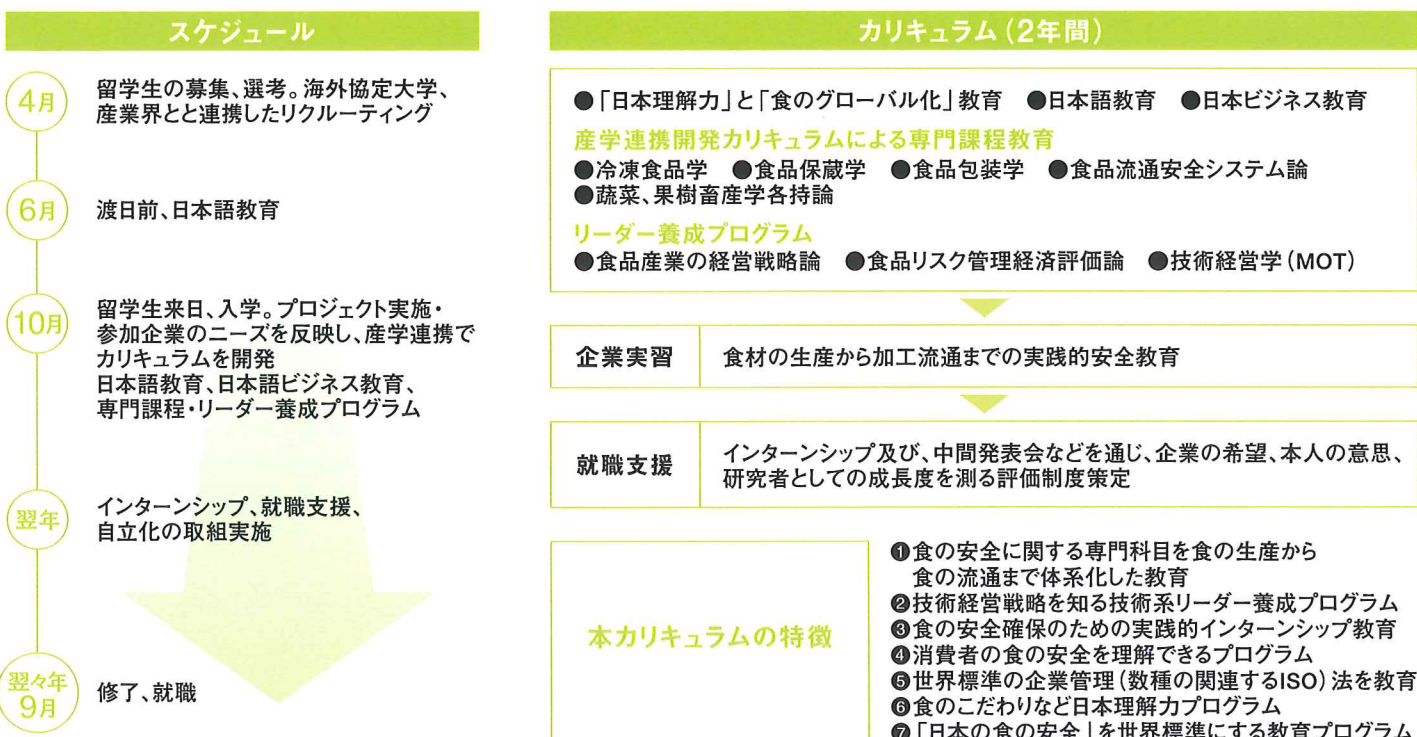 スケジュール
4月
留学生の募集、選考。海外協定大学、
産業界とと連携したリクルーティング
6月
渡日前、日本語教育
10月
留学生来日、入学。プロジェクト実施・
参加企業のニーズを反映し、産学連携で
カリキュラムを開発
日本語教育、日本語ビジネス教育、
専門課程・リーダー養成プログラム
翌年
インターンシップ、就職支援、
自立化の取組実施
翌々年
9月
修了、就職
カリキュラム(2年間)
●「日本理解力」と「食のグローバル化」教育 ●日本語教育 ●日本ビジネス教育
産学連携開発カリキュラムによる専門課程教育
●冷凍食品学 ●食品保蔵学 ●食品包装学 ●食品流通安全システム論
●蔬菜、果樹畜産学各持論
リーダー養成プログラム
●食品産業の経営戦略論 ●食品リスク管理経済評価論 ●技術経営学(MOT)
企業実習
食材の生産から加工流通までの実践的安全教育
就職支援
インターンシップ及び、中間発表会などを通じ、企業の希望、本人の意思、
研究者としての成長度を測る評価制度策定
本カリキュラムの特徴
❶食の安全に関する専門科目を食の生産から
食の流通まで体系化した教育
❷技術経営戦略を知る技術系リーダー養成プログラム
❸食の安全確保のための実践的インターンシップ教育
❹消費者の食の安全を理解できるプログラム
❺世界標準の企業管理(数種の関連するISO)法を教育
❻食のこだわりなど日本理解力プログラム
❼「日本の食の安全」を世界標準にする教育プログラム